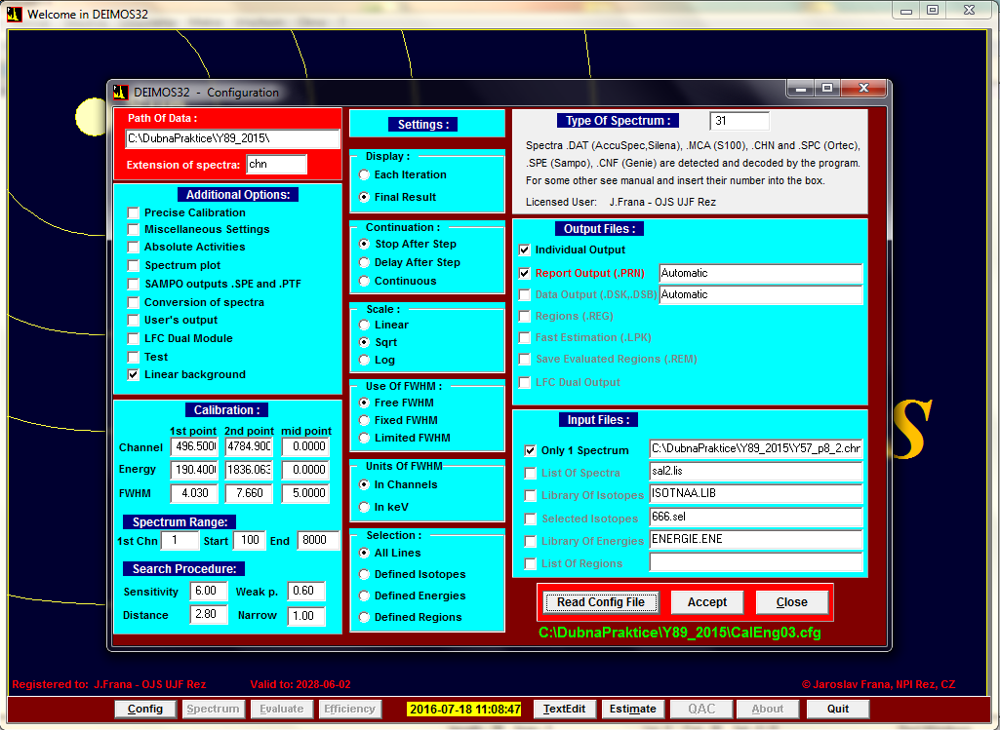 Welcome in DEIMOS32
DEIMOS32 - Configuration
Path Of Data :
C:\DubnaPraktice\Y89_2015\
Extension of spectra: chn
Additional Options:
Precise Calibration
Miscellaneous Settings
Absolute Activities
Spectrum plot
SAMPO outputs .SPE and .PTF
Conversion of spectra
User's output
LFC Dual Module
Test
Linear background
Calibration :
1st point 2nd point mid point
Channel 496.500 4784.900 0.0000
Energy 190.4000 1836.063 0.0000
FWHM 4.030 7.660 5.0000
Spectrum Range:
1st Chn 1 Start 100 End 8000
Search Procedure:
Sensitivity 6.00 Weak p. 0.60
Distance 2.80 Narrow 1.00
Settings :
Display :
Each Iteration
Final Result
Continuation :
Stop After Step
Delay After Step
Continuous
Scale :
Linear
Sqrt
Log
Use Of FWHM :
Free FWHM
Fixed FWHM
Limited FWHM
Units Of FWHM
In Channels
In keV
Selection :
All Lines
Defined Isotopes
Defined Energies
Defined Regions
Type Of Spectrum : 31
Spectra .DAT (AccuSpec,Silena), .MCA (S100), .CHN and .SPC (Ortec),
.SPE (Sampo), .CNF (Genie) are detected and decoded by the program.
For some other see manual and insert their number into the box.
Licensed User: J.Frana - OJS UJF Rez
Output Files :
Individual Output
Report Output (.PRN) Automatic
Data Output (.DSK,.DSB) Automatic
Regions (.REG)
Fast Estimation (.LPK)
Save Evaluated Regions (.REM)
LFC Dual Output
Input Files :
Only 1 Spectrum C:\DubnaPraktice\Y89_2015\Y57_p8_2.chn
List Of Spectra sal2.lis
Library Of Isotopes ISOTNAA.LIB
Selected Isotopes 666.sel
Library Of Energies ENERGIE.ENE
List Of Regions
Read Config File Accept Close
C:\DubnaPraktice\Y89_2015\CalEng03.cfg
S
Registered to: J.Frana - OJS UJF Rez Valid to: 2028-06-02 © Jaroslav Frana, NPI Rez, CZ
Config Spectrum Evaluate Efficiency 2016-07-18 11:08:47 TextEdit Estimate QAC About Quit